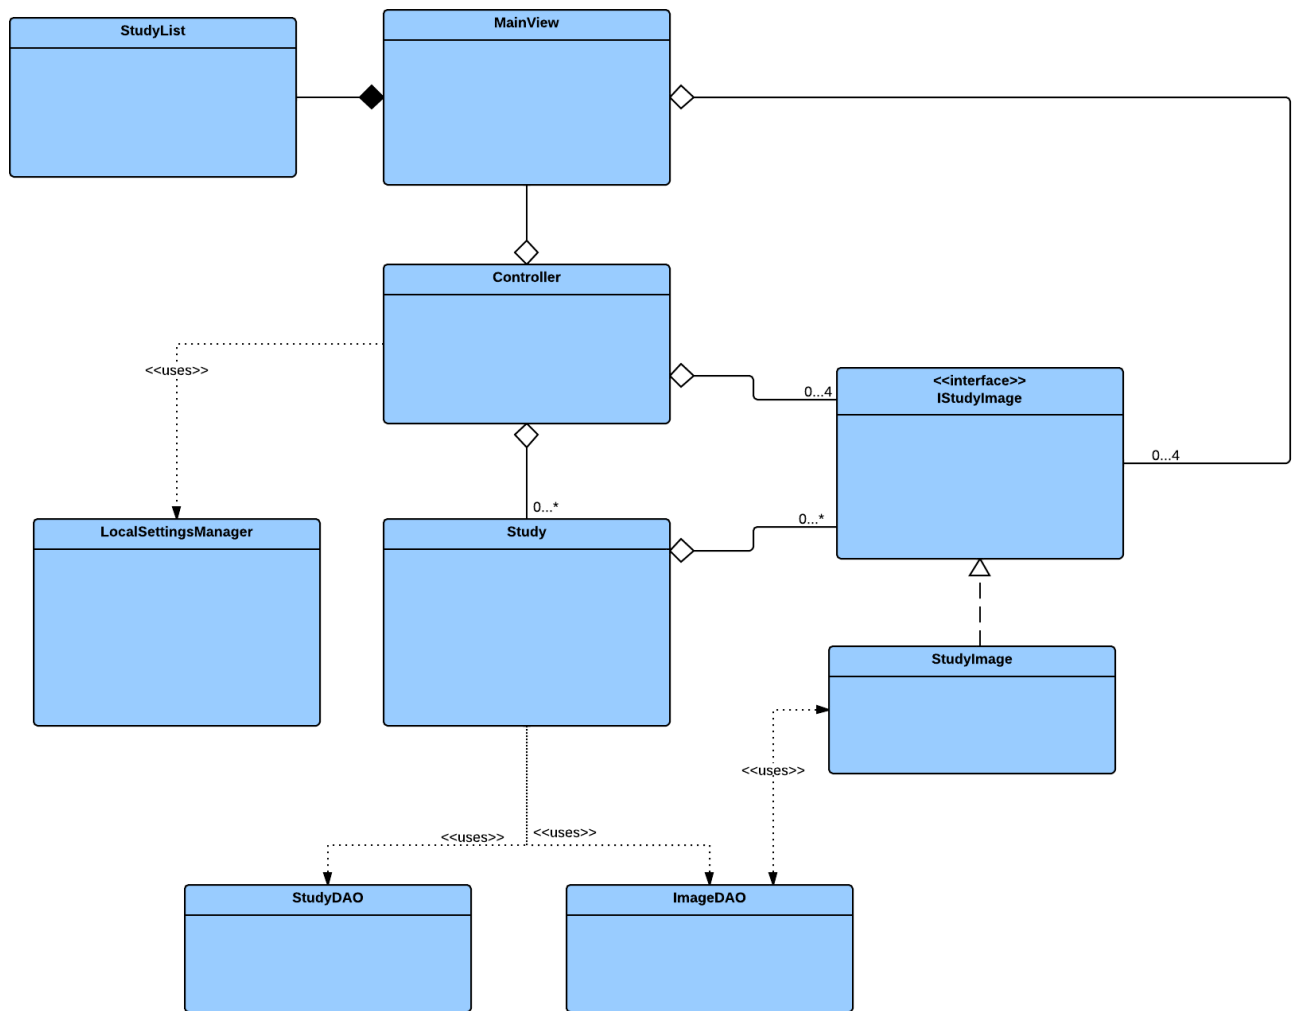 StudyList
MainView
Controller
<<uses>>
0...4
<<interface>>
IStudyImage
0...4
0...*
0...*
LocalSettingsManager
Study
StudyImage
<<uses>>
<<uses>>
<<uses>>
StudyDAO
ImageDAO